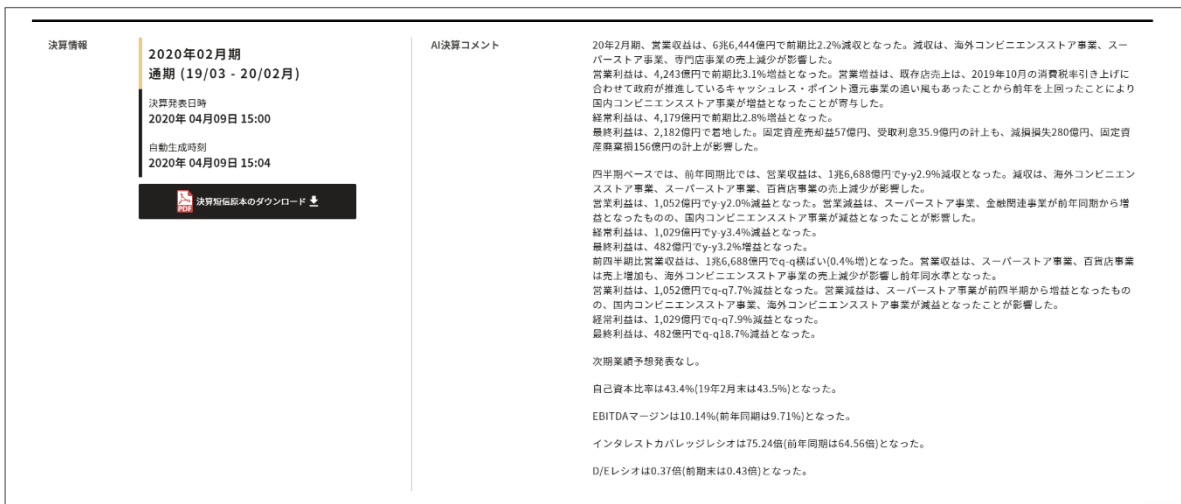 決算情報
2020年02月期
通期 (19/03 - 20/02月)
決算発表日時
2020年 04月09日 15:00
自動生成時刻
2020年 04月09日 15:04
PDF
決算短信原本のダウンロード
AI決算コメント
20年2月期、営業収益は、6兆6,444億円で前期比2.2%減収となった。減収は、海外コンビニエンスストア事業、スー
パーストア事業、専門店事業の売上減少が影響した。
営業利益は、4,243億円で前期比3.1%増益となった。営業増益は、既存店売上は、2019年10月の消費税率引き上げに
合わせて政府が推進しているキャッシュレス・ポイント還元事業の追い風もあったことから前年を上回ったことにより
国内コンビニエンスストア事業が増益となったことが寄与した。
経常利益は、4,179億円で前期比2.8%増益となった。
最終利益は、2,182億円で着地した。固定資産売却益57億円、受取利息35.9億円の計上も、減損損失280億円、固定資
産廃棄損156億円の計上が影響した。
四半期ベースでは、前年同期比では、営業収益は、1兆6,688億円でy-y2.9%減収となった。減収は、海外コンビニエン
スストア事業、スーパーストア事業、百貨店事業の売上減少が影響した。
営業利益は、1,052億円でy-y2.0%減益となった。営業減益は、スーパーストア事業、金融関連事業が前年同期から増
益となったものの、国内コンビニエンスストア事業が減益となったことが影響した。
経常利益は、1,029億円でy-y3.4%減益となった。
最終利益は、482億円でy-y3.2%増益となった。
前四半期比営業収益は、1兆6,688億円でq-q横ばい(0.4%増)となった。営業収益は、スーパーストア事業、百貨店事業
は売上増加も、海外コンビニエンスストア事業の売上減少が影響し前年同水準となった。
営業利益は、1,052億円でq-q7.7%減益となった。営業減益は、スーパーストア事業が前四半期から増益となったもの
の、国内コンビニエンスストア事業、海外コンビニエンスストア事業が減益となったことが影響した。
経常利益は、1,029億円でq-q7.9%減益となった。
最終利益は、482億円でq-q18.7%減益となった。
次期業績予想発表なし。
自己資本比率は43.4%(19年2月末は43.5%)となった。
EBITDAマージンは10.14%(前年同期は9.71%)となった。
インタレストカバレッジレシオは75.24倍(前年同期は64.56倍)となった。
D/Eレシオは0.37倍(前期末は0.43倍)となった。